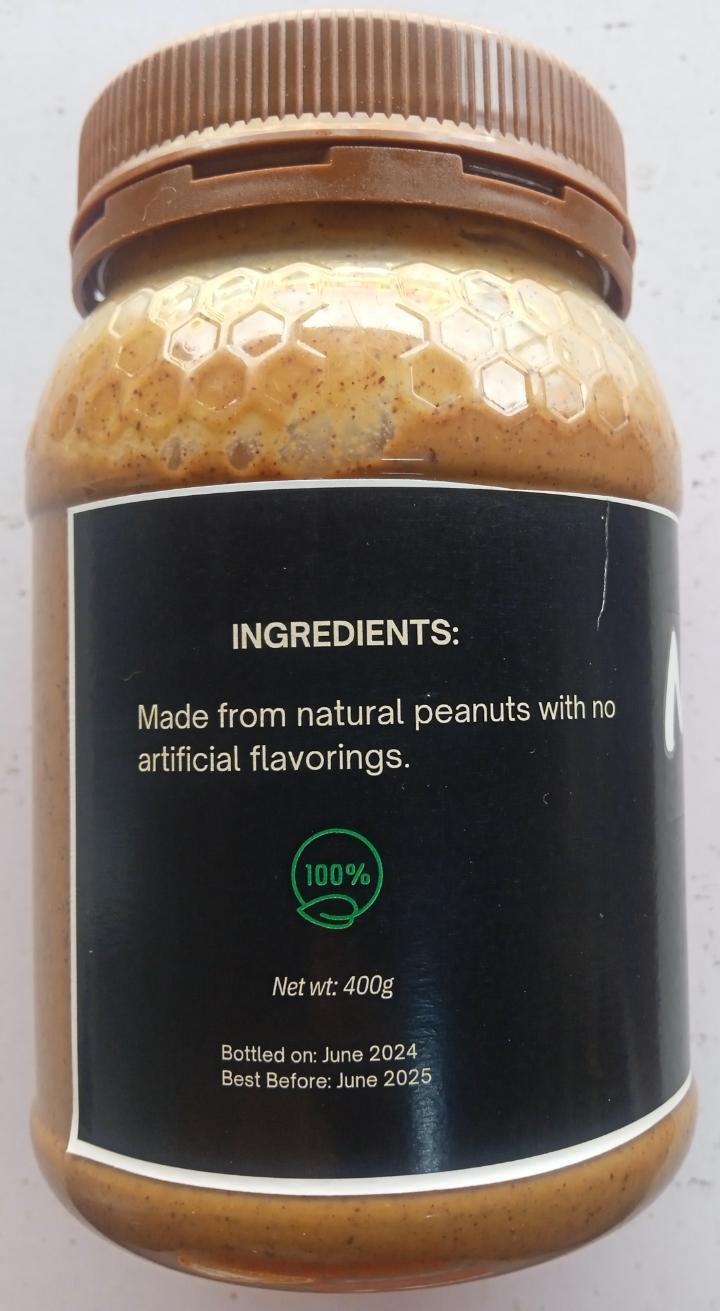 INGREDIENTS:
Made from natural peanuts with no
artificial flavorings.
100%
Net wt: 400g
Bottled on: June 2024
Best Before: June 2025